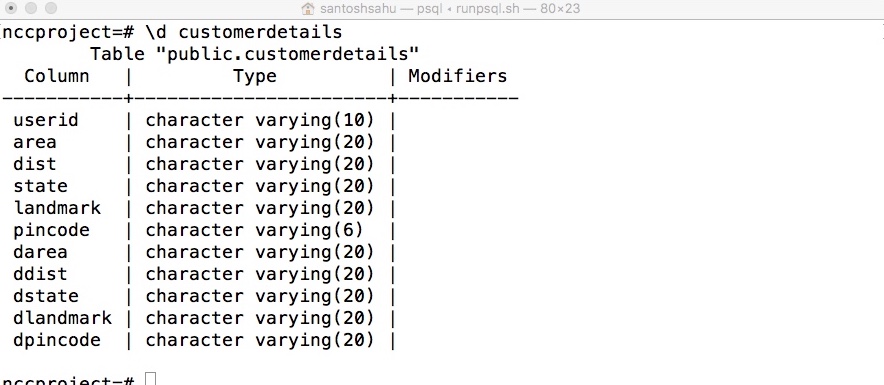 santoshsahu — psql • runpsql.sh — 80×23
[nccproject=# \d customerdetails
Table "public.customerdetails"
Column | Type | Modifiers
-----------+-----------------------+-----------
userid | character varying(10) |
area | character varying(20) |
dist | character varying(20) |
state | character varying(20) |
landmark | character varying(20) |
pincode | character varying(6) |
darea | character varying(20) |
ddist | character varying(20) |
dstate | character varying(20) |
dlandmark | character varying(20) |
dpincode | character varying(20) |
nccproject=#